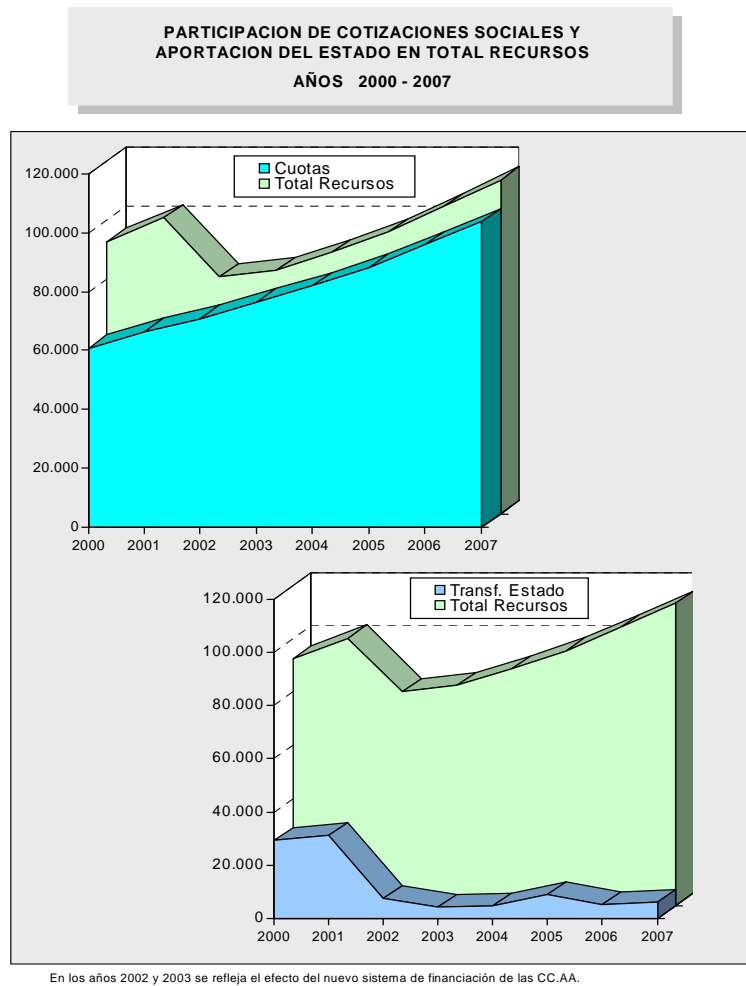 PARTICIPACION DE COTIZACIONES SOCIALES Y
APORTACION DEL ESTADO EN TOTAL RECURSOS
AÑOS 2000 - 2007
Cuotas
Total Recursos
120.000
100.000
80.000
60.000
40.000
20.000
0
2000 2001 2002 2003 2004 2005 2006 2007
Transf. Estado
Total Recursos
120.000
100.000
80.000
60.000
40.000
20.000
0
2000 2001 2002 2003 2004 2005 2006 2007
En los años 2002 y 2003 se refleja el efecto del nuevo sistema de financiación de las CC.AA.